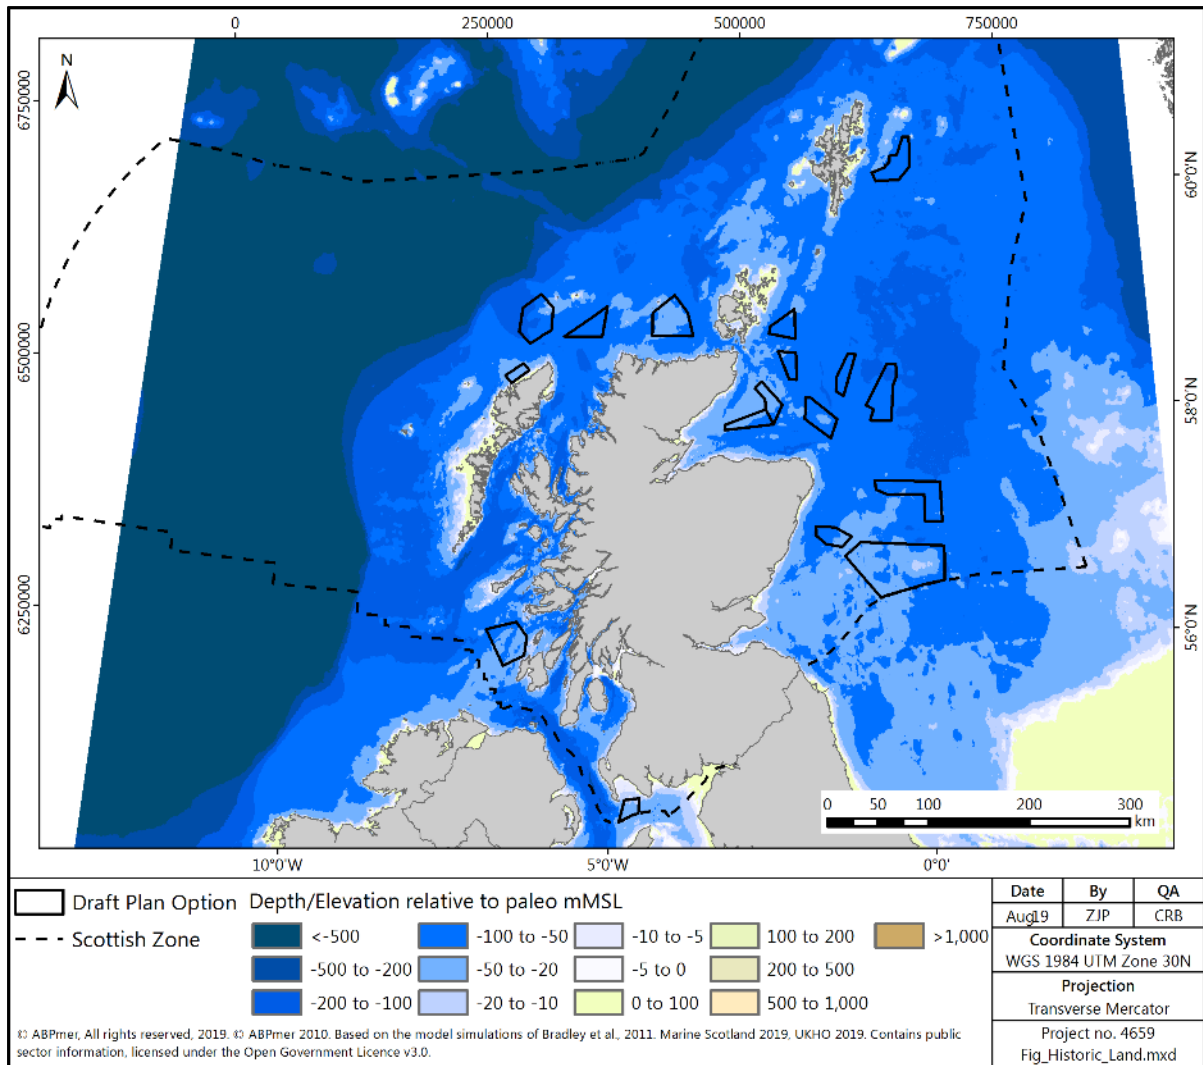 0 250000 500000 750000
N
6750000
6500000
6250000
60°0'N
58°0'N
56°0'N
0 50 100 200 300
km
10°0'W 5°0'W 0°0'
Draft Plan Option
Scottish Zone
Depth/Elevation relative to paleo mMSL
<-500 -100 to -50 -10 to -5 100 to 200 >1,000
-500 to -200 -50 to -20 -5 to 0 200 to 500
-200 to -100 -20 to -10 0 to 100 500 to 1,000
Date By QA
Aug19 ZJP CRB
Coordinate System
WGS 1984 UTM Zone 30N
Projection
Transverse Mercator
Project no. 4659
Fig_Historic_Land.mxd
© ABPmer, All rights reserved, 2019. © ABPmer 2010. Based on the model simulations of Bradley et al., 2011. Marine Scotland 2019, UKHO 2019. Contains public
sector information, licensed under the Open Government Licence v3.0.